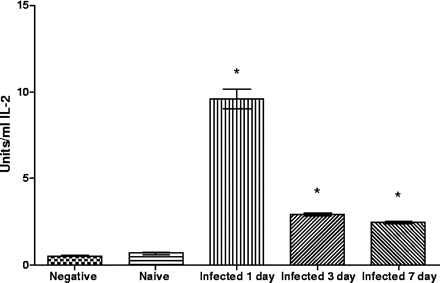 15
10
5
0
Units/ml IL-2
*
*
*
Negative
Naive
Infected 1 day
Infected 3 day
Infected 7 day